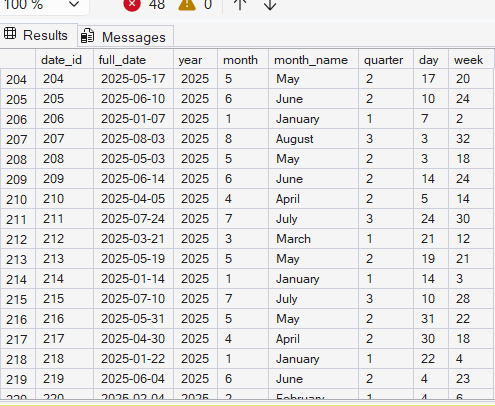 100 % 48 0
Results Messages
date_id full_date year month month_name quarter day week
204 204 2025-05-17 2025 5 May 2 17 20
205 205 2025-06-10 2025 6 June 2 10 24
206 206 2025-01-07 2025 1 January 1 7 2
207 207 2025-08-03 2025 8 August 3 3 32
208 208 2025-05-03 2025 5 May 2 3 18
209 209 2025-06-14 2025 6 June 2 14 24
210 210 2025-04-05 2025 4 April 2 5 14
211 211 2025-07-24 2025 7 July 3 24 30
212 212 2025-03-21 2025 3 March 1 21 12
213 213 2025-05-19 2025 5 May 2 19 21
214 214 2025-01-14 2025 1 January 1 14 3
215 215 2025-07-10 2025 7 July 3 10 28
216 216 2025-05-31 2025 5 May 2 31 22
217 217 2025-04-30 2025 4 April 2 30 18
218 218 2025-01-22 2025 1 January 1 22 4
219 219 2025-06-04 2025 6 June 2 4 23
220 220 2025-02-04 2025 2 February 1 4 6